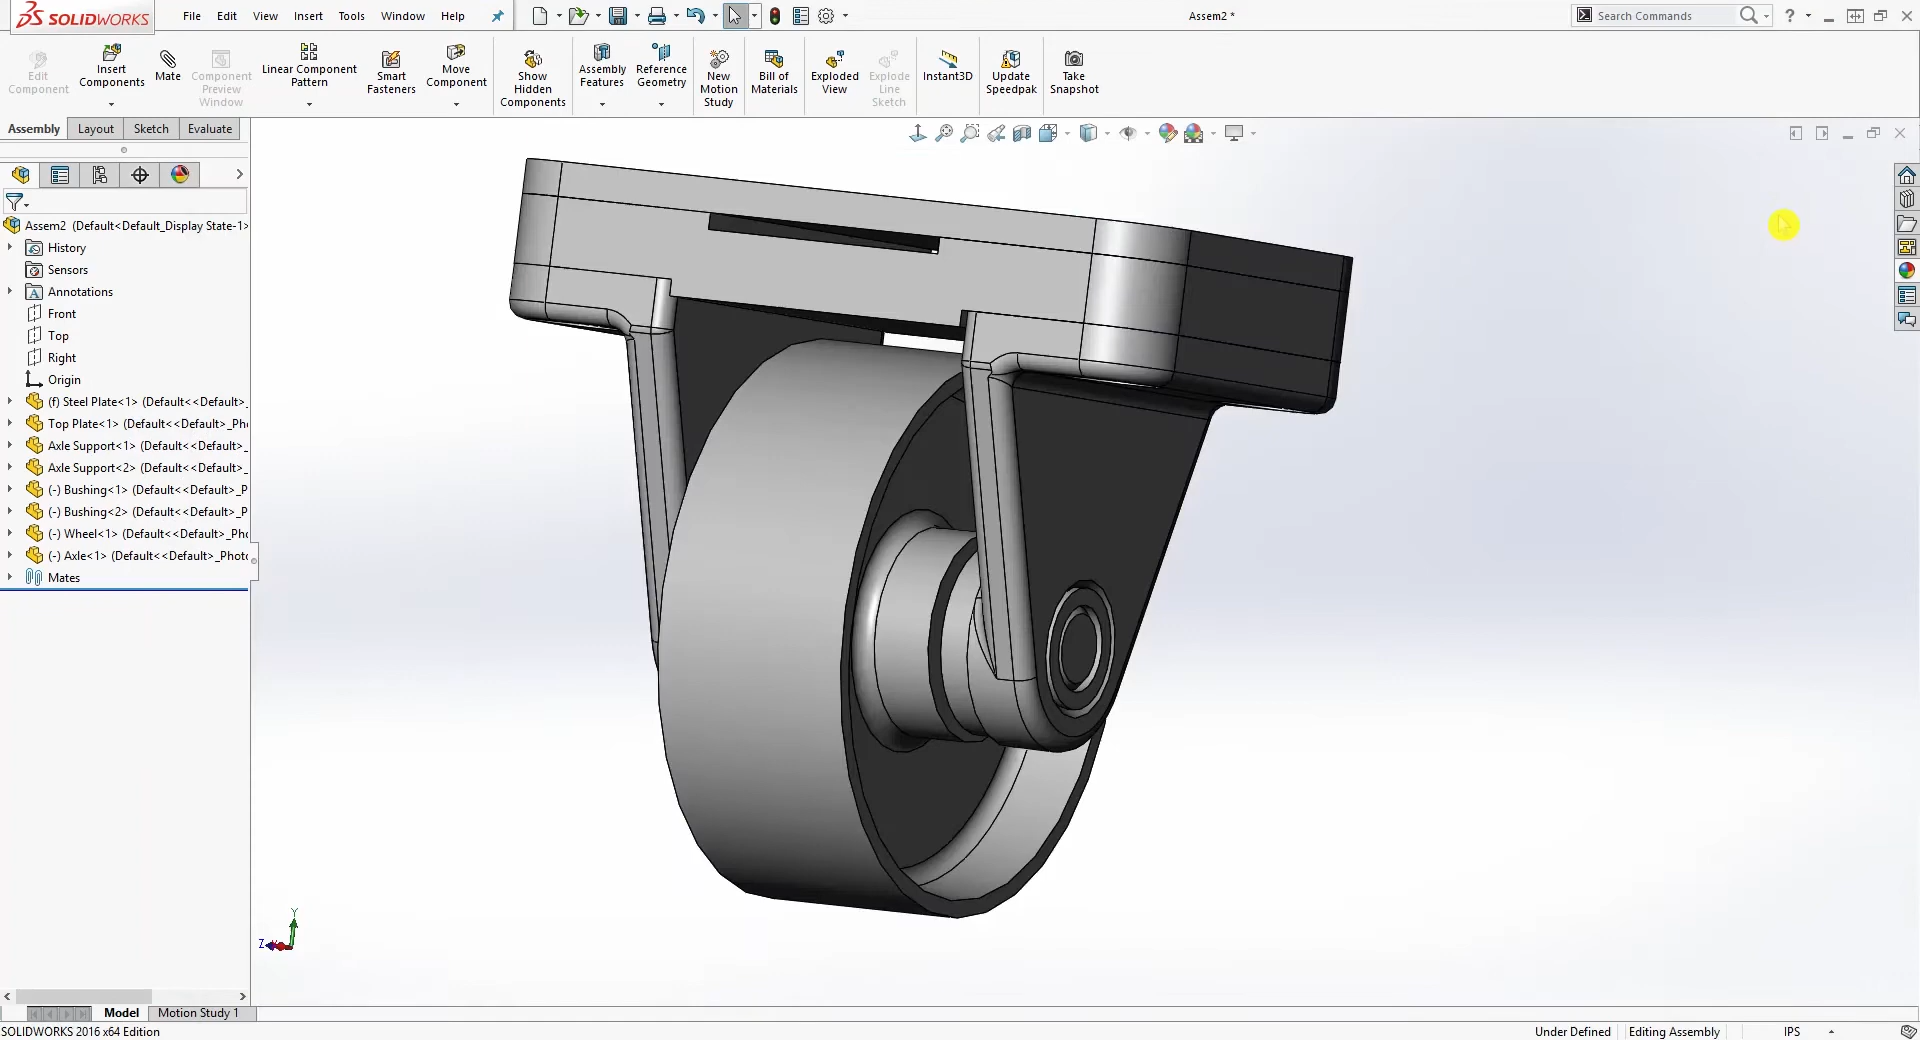 SOLIDWORKS File Edit View Insert Tools Window Help Assem2 * Search Commands ?
Edit Component
Insert Components
Mate
Component Preview Window
Linear Component Pattern
Smart Fasteners
Move Component
Show Hidden Components
Assembly Features
Reference Geometry
New Motion Study
Bill of Materials
Exploded View
Explode Line Sketch
Instant3D
Update Speedpak
Take Snapshot
Assembly Layout Sketch Evaluate
Assem2 (Default<Default_Display State-1>
History
Sensors
A Annotations
Front
Top
Right
Origin
(f) Steel Plate<1> (Default<<Default>_
Top Plate<1> (Default<<Default>_Pho
Axle Support<1> (Default<<Default>_
Axle Support<2> (Default<<Default>_
(-) Bushing<1> (Default<<Default>_P
(-) Bushing<2> (Default<<Default>_P
(-) Wheel<1> (Default<<Default>_Pho
(-) Axle<1> (Default<<Default>_Photo
Mates
Y
Z
Model Motion Study 1
SOLIDWORKS 2016 x64 Edition Under Defined Editing Assembly IPS